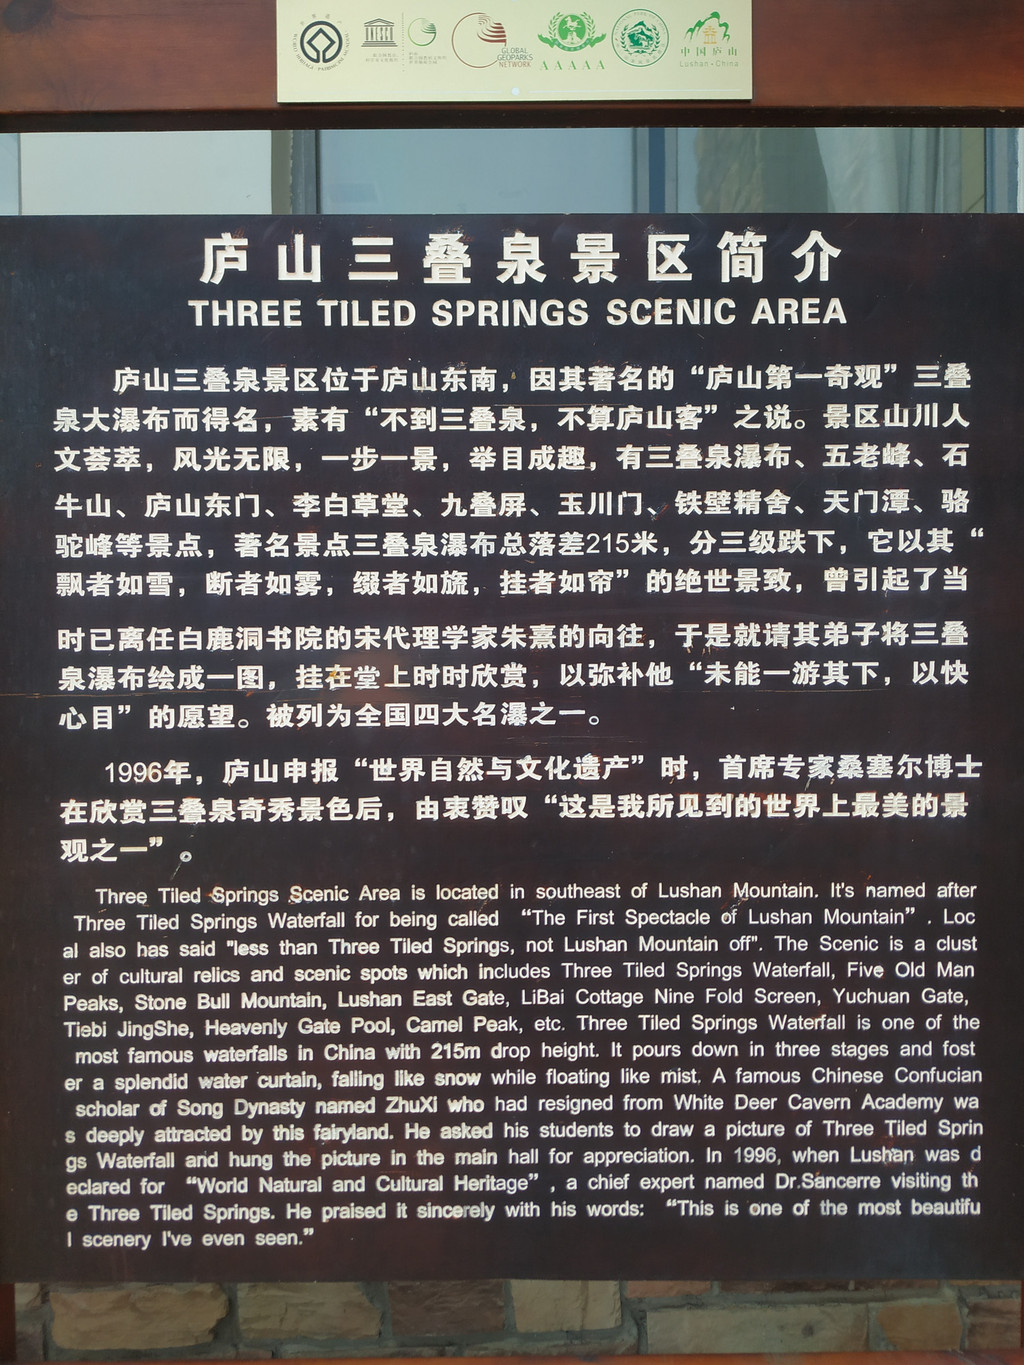 GLOBAL
GEOPARKS
NETWORK
AAAAA
中国庐山
Lushan·China
庐山三叠泉景区简介
THREE TILED SPRINGS SCENIC AREA
庐山三叠泉景区位于庐山东南，因其著名的“庐山第一奇观”三叠
泉大瀑布而得名，素有“不到三叠泉，不算庐山客”之说。景区山川人
文荟萃，风光无限，一步一景，举目成趣，有三叠泉瀑布、五老峰、石
牛山、庐山东门、李白草堂、九叠屏、玉川门、铁壁精舍、天门潭、骆
驼峰等景点，著名景点三叠泉瀑布总落差215米，分三级跌下，它以其“
飘者如雪，断者如雾，缀者如旒，挂者如帘”的绝世景致，曾引起了当
时已离任白鹿洞书院的宋代理学家朱熹的向往，于是就请其弟子将三叠
泉瀑布绘成一图，挂在堂上时时欣赏，以弥补他“未能一游其下，以快
心目”的愿望。被列为全国四大名瀑之一。
1996年，庐山申报“世界自然与文化遗产”时，首席专家桑塞尔博士
在欣赏三叠泉奇秀景色后，由衷赞叹“这是我所见到的世界上最美的景
观之一”。
Three Tiled Springs Scenic Area is located in southeast of Lushan Mountain. It's named after
Three Tiled Springs Waterfall for being called “The First Spectacle of Lushan Mountain”. Loc
al also has said "less than Three Tiled Springs, not Lushan Mountain off". The Scenic is a clust
er of cultural relics and scenic spots which includes Three Tiled Springs Waterfall, Five Old Man
Peaks, Stone Bull Mountain, Lushan East Gate, LiBai Cottage Nine Fold Screen, Yuchuan Gate,
Tiebi JingShe, Heavenly Gate Pool, Camel Peak, etc. Three Tiled Springs Waterfall is one of the
most famous waterfalls in China with 215m drop height. It pours down in three stages and fost
er a splendid water curtain, falling like snow while floating like mist. A famous Chinese Confucian
scholar of Song Dynasty named ZhuXi who had resigned from White Deer Cavern Academy wa
s deeply attracted by this fairyland. He asked his students to draw a picture of Three Tiled Sprin
gs Waterfall and hung the picture in the main hall for appreciation. In 1996, when Lushan was d
eclared for “World Natural and Cultural Heritage”, a chief expert named Dr.Sancerre visiting th
e Three Tiled Springs. He praised it sincerely with his words: “This is one of the most beautifu
l scenery I've even seen.”